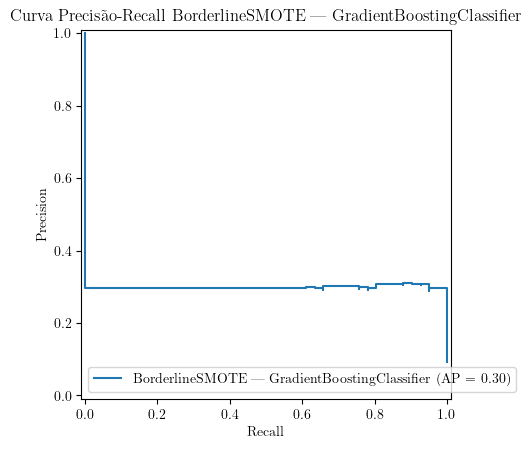 Curva Precisão-Recall BorderlineSMOTE — GradientBoostingClassifier
1.0
0.8
0.6
0.4
0.2
0.0
Precision
BorderlineSMOTE — GradientBoostingClassifier (AP = 0.30)
0.0 0.2 0.4 0.6 0.8 1.0
Recall